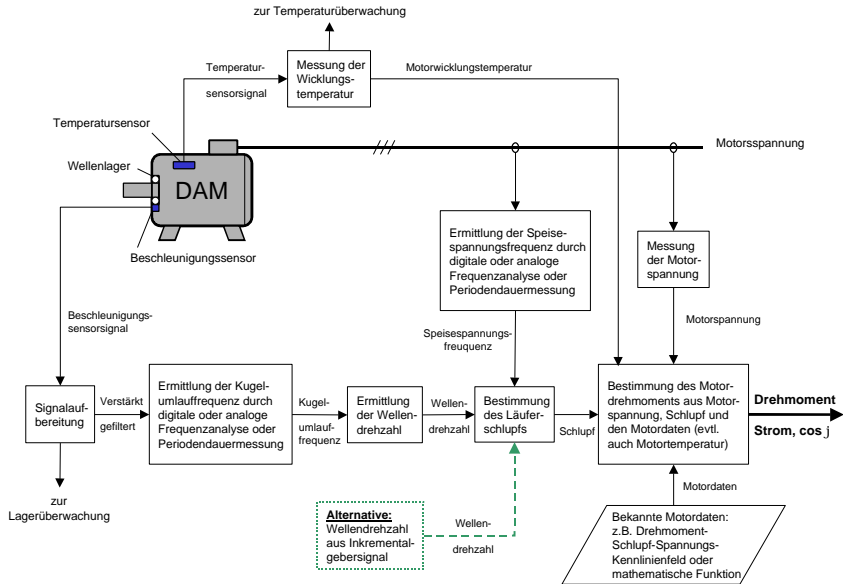 zur Temperaturüberwachung
Temperatur-
sensorsignal
Messung der
Wicklungs-
temperatur
Motorwicklungstemperatur
Temperatursensor
Motorsspannung
Wellenlager
DAM
Beschleunigungssensor
Ermittlung der Speise-
spannungsfrequenz durch
digitale oder analoge
Frequenzanalyse oder
Periodendauermessung
Messung
der Motor-
spannung
Beschleunigungs-
sensorsignal
Speisespannungs-
freuquenz
Motorspannung
Signalauf-
bereitung
Verstärkt
gefiltert
Ermittlung der Kugel-
umlauffrequenz durch
digitale oder analoge
Frequenzanalyse oder
Periodendauermessung
Kugel-
umlauf-
frequenz
Ermittlung
der Wellen-
drehzahl
Wellen-
drehzahl
Bestimmung
des Läufer-
schlupfs
Schlupf
Bestimmung des Motor-
drehmoments aus Motor-
spannung, Schlupf und
den Motordaten (evtl.
auch Motortemperatur)
Drehmoment
Strom, cos j
zur
Lagerüberwachung
Alternative:
Wellendrehzahl
aus Inkremental-
gebersignal
Wellen-
drehzahl
Motordaten
Bekannte Motordaten:
z.B. Drehmoment-
Schlupf-Spannungs-
Kennlinienfeld oder
mathematische Funktion